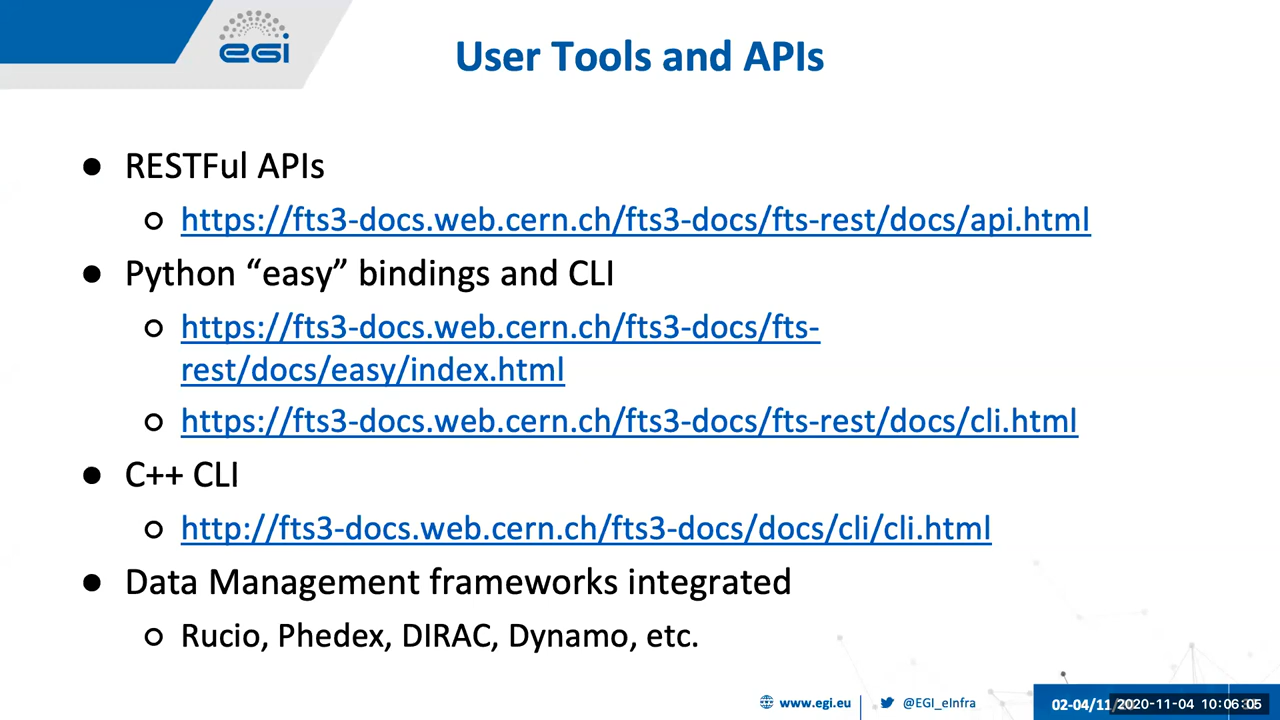 egi
User Tools and APIs
● RESTFul APIs
○ https://fts3-docs.web.cern.ch/fts3-docs/fts-rest/docs/api.html
● Python “easy” bindings and CLI
○ https://fts3-docs.web.cern.ch/fts3-docs/fts-
rest/docs/easy/index.html
○ https://fts3-docs.web.cern.ch/fts3-docs/fts-rest/docs/cli.html
● C++ CLI
○ http://fts3-docs.web.cern.ch/fts3-docs/docs/cli/cli.html
● Data Management frameworks integrated
○ Rucio, Phedex, DIRAC, Dynamo, etc.
www.egi.eu @EGI_eInfra 02-04/11/ 2020-11-04 10:06:05